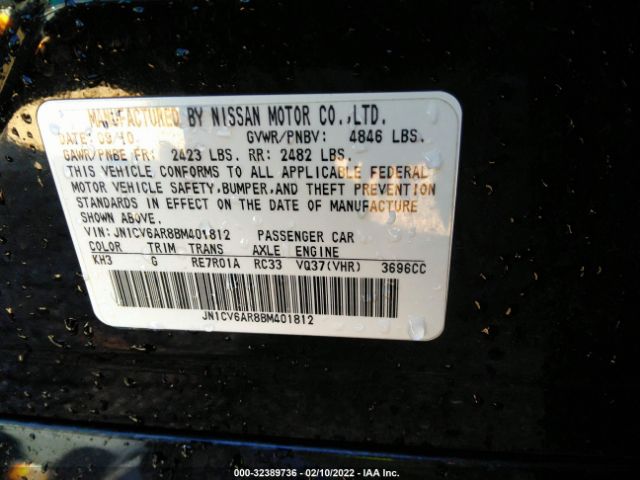 MANUFACTURED BY NISSAN MOTOR CO.,LTD.
DATE 09/10 GVWR/PNBV: 4846 LBS.
GAWR/PNBE FR: 2423 LBS. RR: 2482 LBS.
THIS VEHICLE CONFORMS TO ALL APPLICABLE FEDERAL
MOTOR VEHICLE SAFETY,BUMPER,AND THEFT PREVENTION
STANDARDS IN EFFECT ON THE DATE OF MANUFACTURE
SHOWN ABOVE.
VIN: JN1CV6AR8BM401812 PASSENGER CAR
COLOR TRIM TRANS AXLE ENGINE
KH3 G RE7R01A RC33 VQ37(VHR) 3696CC
JN1CV6AR8BM401812
000-32389736 - 02/10/2022 - IAA Inc.